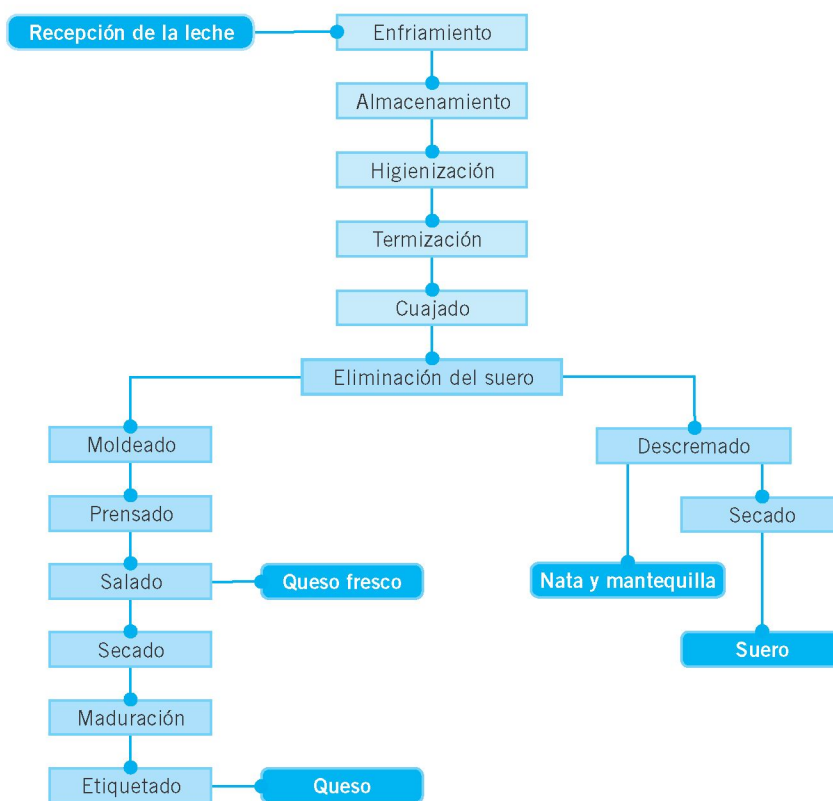 Recepción de la leche
Enfriamiento
Almacenamiento
Higienización
Termización
Cuajado
Eliminación del suero
Moldeado
Prensado
Salado
Queso fresco
Secado
Maduración
Etiquetado
Queso
Descremado
Secado
Nata y mantequilla
Suero